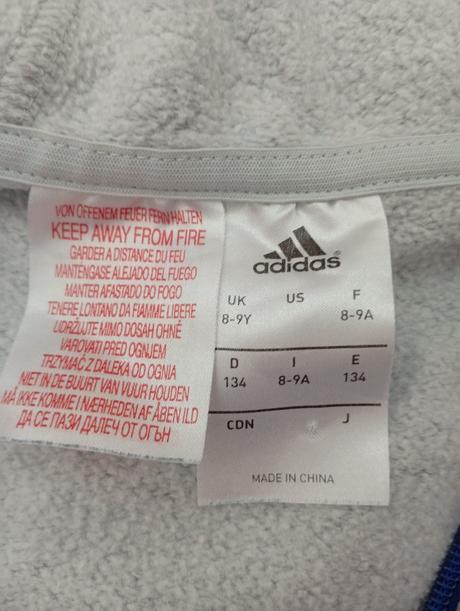 VON OFFENEM FEUER FERN HALTEN
KEEP AWAY FROM FIRE
GARDER A DISTANCE DU FEU
MANTÉNGASE ALEJADO DEL FUEGO
MANTER AFASTADO DO FOGO
TENERE LONTANO DA FIAMME LIBERE
UDRŽUJTE MIMO DOSAH OHNĚ
VAROVATI PRED OGNJEM
TRZYMAĆ Z DALEKA OD OGNIA
NIET IN DE BUURT VAN VUUR HOUDEN
MÅ IKKE KOMME I NÆRHEDEN AF ÅBEN ILD
ДА СЕ ПАЗИ ДАЛЕЧ ОТ ОГЪН
adidas®
UK US F
8-9Y 8-9A
D I E
134 8-9A 134
CDN J
MADE IN CHINA